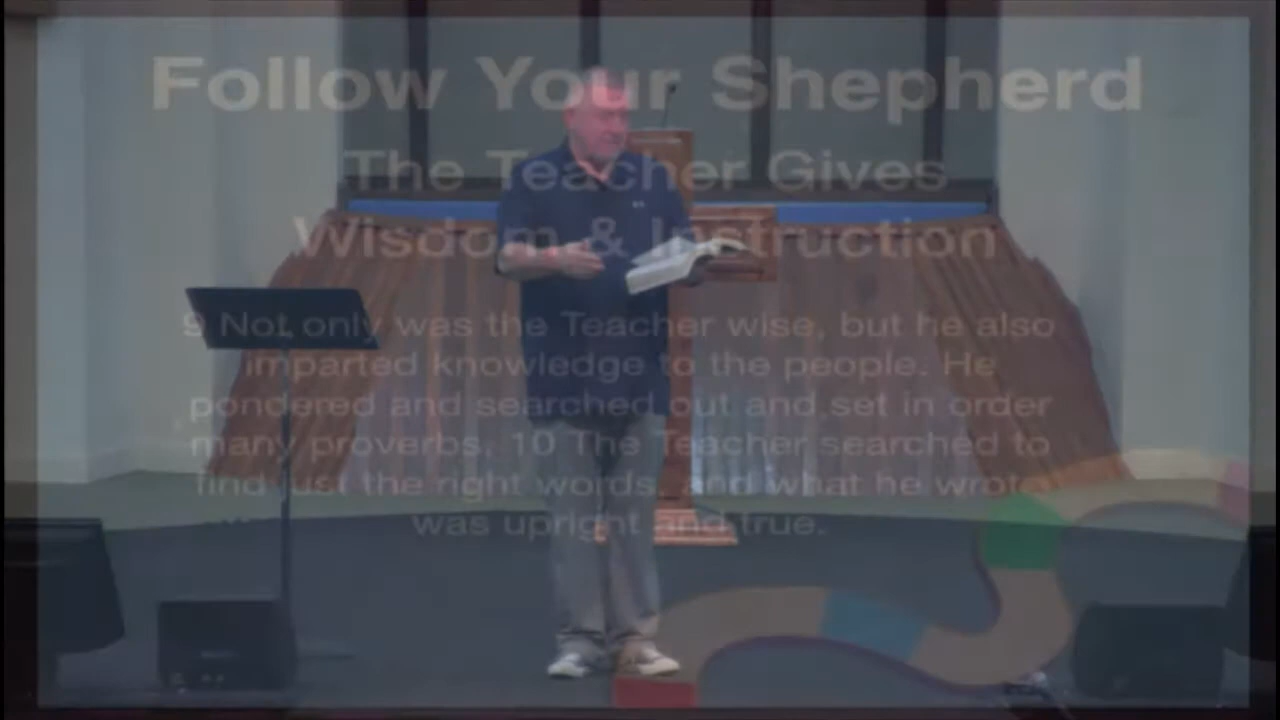 Follow Your Shepherd
The Teacher Gives
Wisdom & Instruction
9 Not only was the Teacher wise, but he also
imparted knowledge to the people. He
pondered and searched out and set in order
many proverbs. 10 The Teacher searched to
find just the right words, and what he wrote
was upright and true.